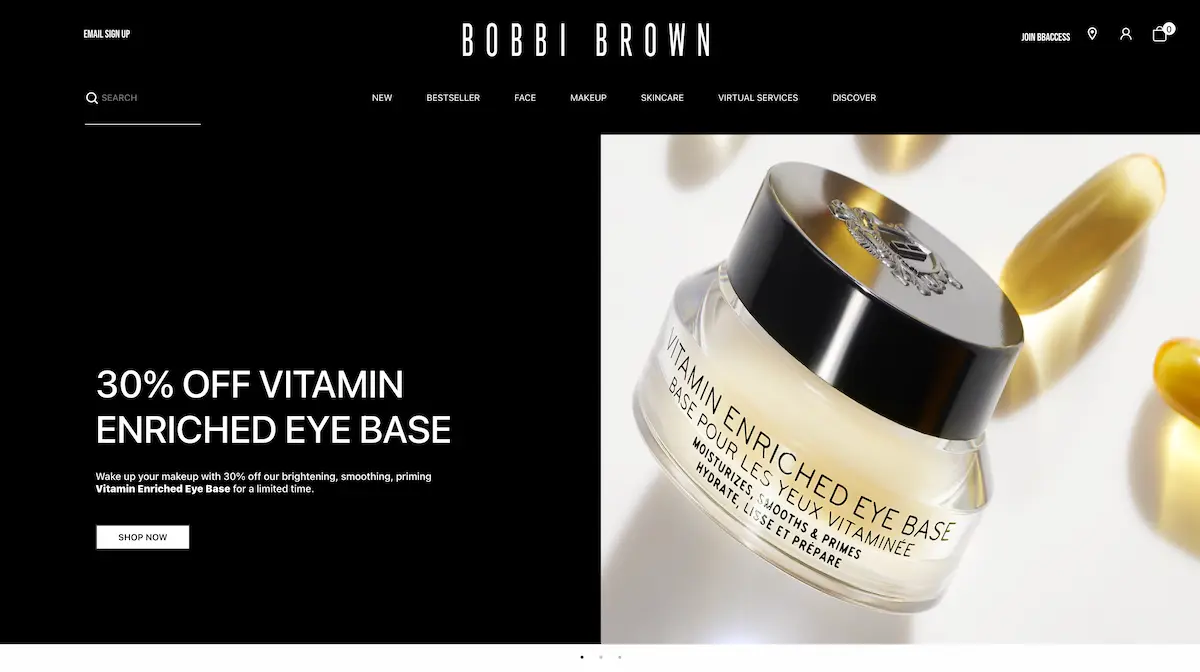 EMAIL SIGN UP
BOBBI BROWN
JOIN BBACCESS
0
SEARCH
NEW
BESTSELLER
FACE
MAKEUP
SKINCARE
VIRTUAL SERVICES
DISCOVER
30% OFF VITAMIN
ENRICHED EYE BASE
Wake up your makeup with 30% off our brightening, smoothing, priming
Vitamin Enriched Eye Base for a limited time.
SHOP NOW
VITAMIN ENRICHED EYE BASE
BASE POUR LES YEUX VITAMINÉE
MOISTURIZES, SMOOTHS & PRIMES
HYDRATE, LISSE ET PRÉPARE